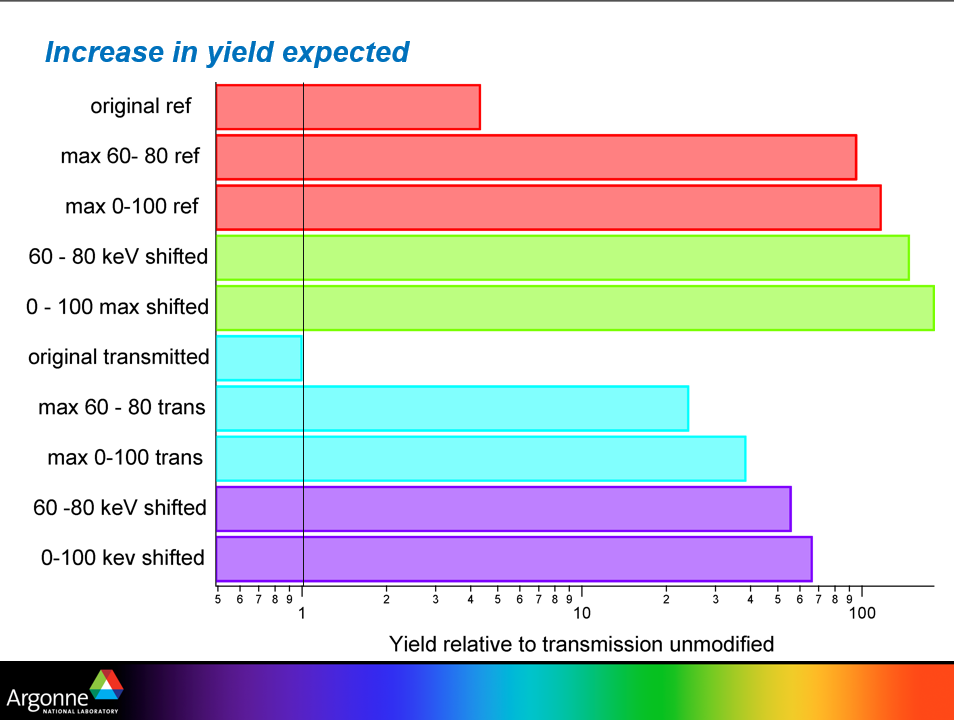 Increase in yield expected
original ref
max 60- 80 ref
max 0-100 ref
60 - 80 keV shifted
0 - 100 max shifted
original transmitted
max 60 - 80 trans
max 0-100 trans
60 -80 keV shifted
0-100 kev shifted
5 6 7 8 9 2 3 4 5 6 7 8 9 2 3 4 5 6 7 8 9
1 10 100
Yield relative to transmission unmodified
Argonne
NATIONAL LABORATORY